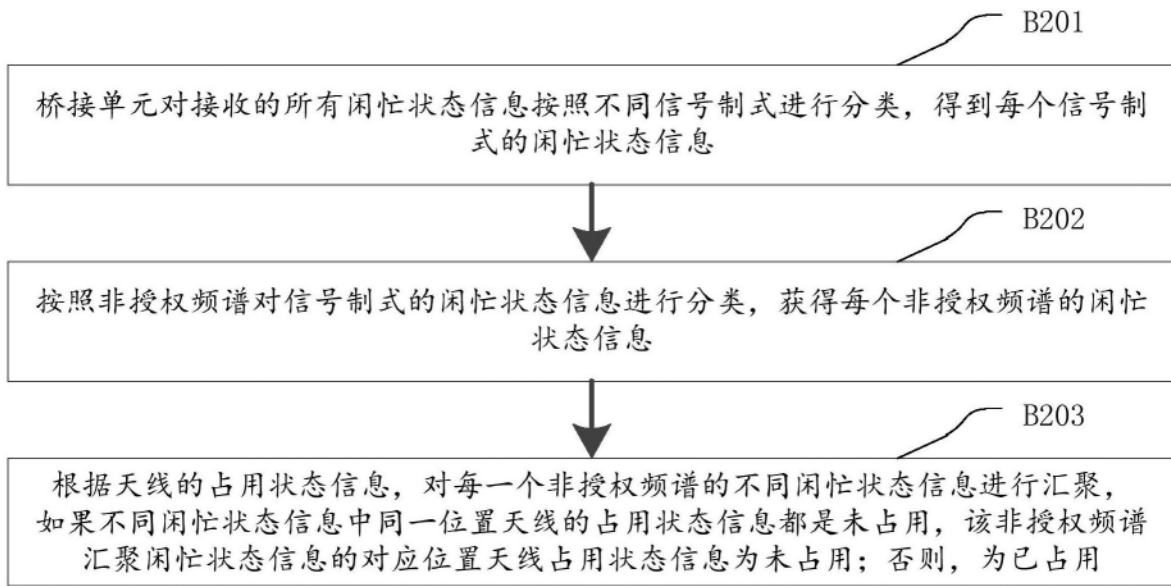 B201
桥接单元对接收的所有闲忙状态信息按照不同信号制式进行分类，得到每个信号制
式的闲忙状态信息
B202
按照非授权频谱对信号制式的闲忙状态信息进行分类，获得每个非授权频谱的闲忙
状态信息
B203
根据天线的占用状态信息，对每一个非授权频谱的不同闲忙状态信息进行汇聚，
如果不同闲忙状态信息中同一位置天线的占用状态信息都是未占用，该非授权频谱
汇聚闲忙状态信息的对应位置天线占用状态信息为未占用；否则，为已占用